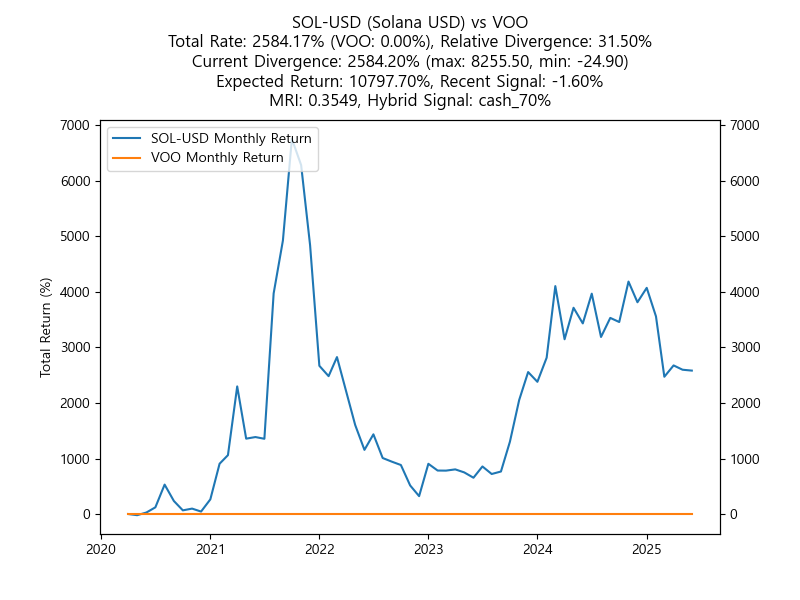 SOL-USD (Solana USD) vs VOO
Total Rate: 2584.17% (VOO: 0.00%), Relative Divergence: 31.50%
Current Divergence: 2584.20% (max: 8255.50, min: -24.90)
Expected Return: 10797.70%, Recent Signal: -1.60%
MRI: 0.3549, Hybrid Signal: cash_70%
SOL-USD Monthly Return
VOO Monthly Return
Total Return (%)
7000
6000
5000
4000
3000
2000
1000
0
7000
6000
5000
4000
3000
2000
1000
0
2020 2021 2022 2023 2024 2025